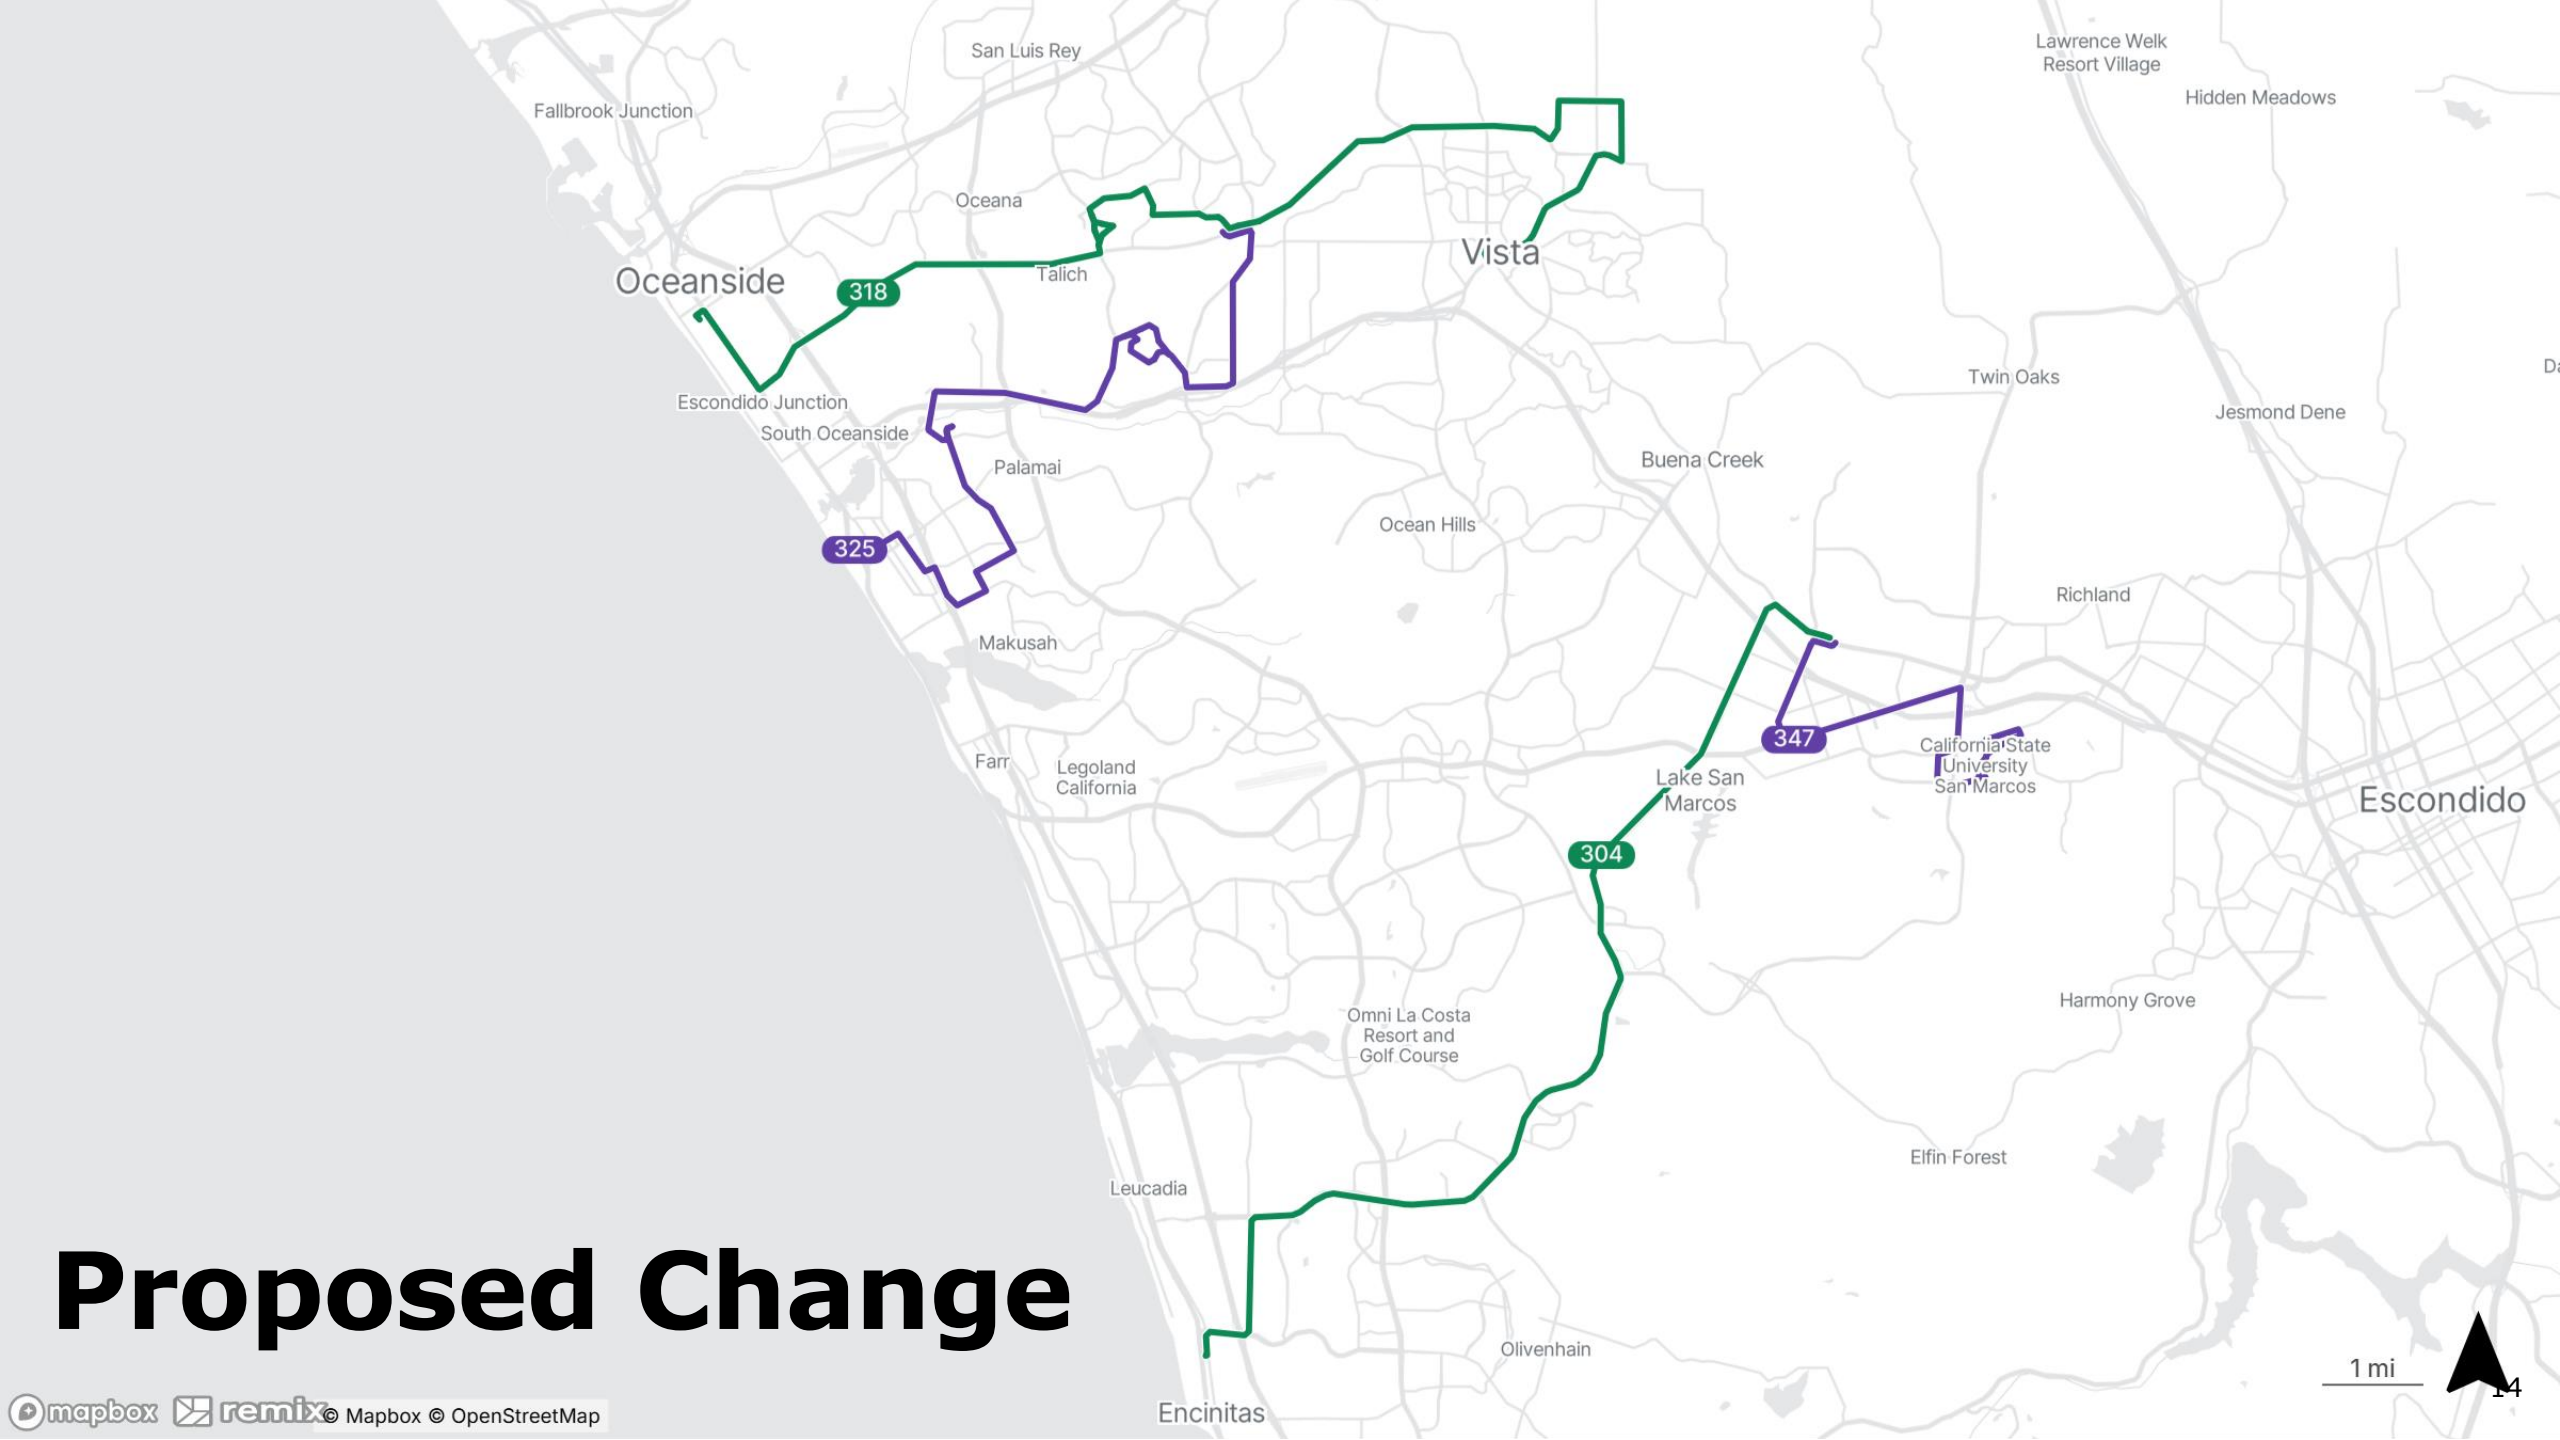 San Luis Rey
Lawrence Welk
Resort Village
Hidden Meadows
Fallbrook Junction
Oceana
Vista
Oceanside
Talich
318
Twin Oaks
Da
Escondido Junction
Jesmond Dene
South Oceanside
Palamai
Buena Creek
Ocean Hills
325
Richland
Makusah
347
California State
University
San Marcos
Farr
Legoland
California
Lake San
Marcos
Escondido
304
Harmony Grove
Omni La Costa
Resort and
Golf Course
Elfin Forest
Leucadia
Proposed Change
Olivenhain
1 mi
14
Encinitas
mapbox remix © Mapbox © OpenStreetMap